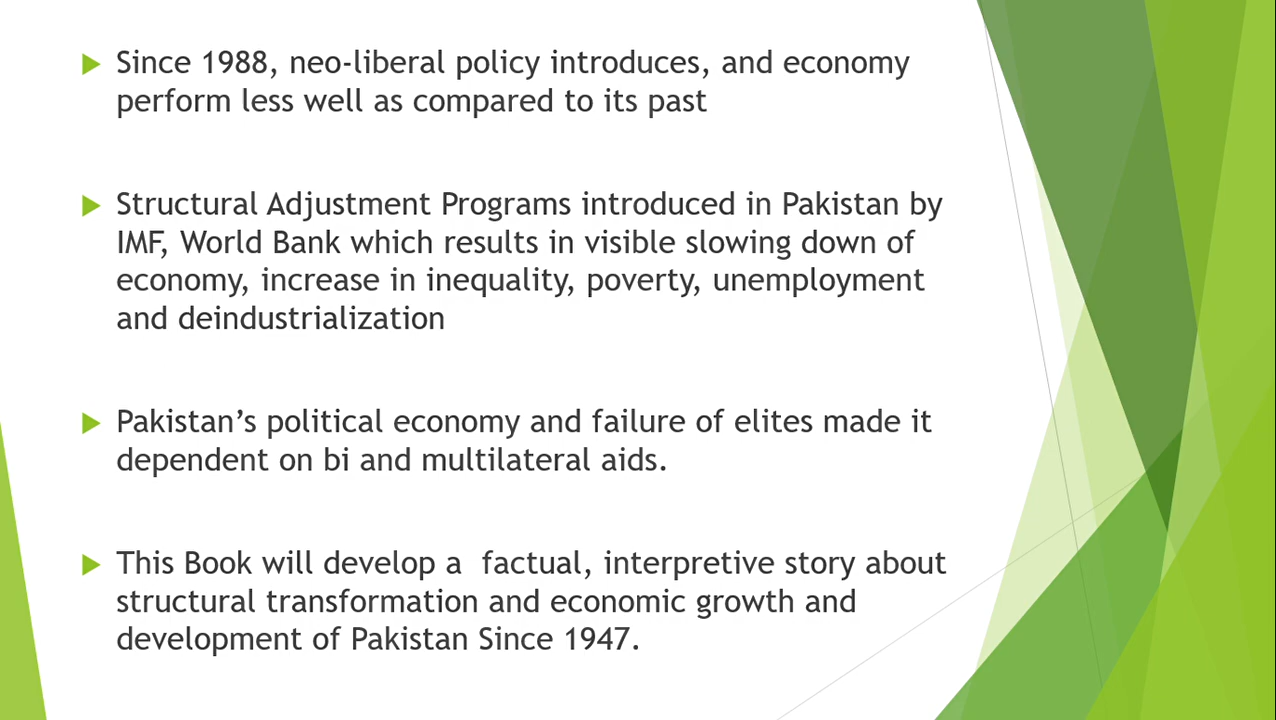 Since 1988, neo-liberal policy introduces, and economy
perform less well as compared to its past
Structural Adjustment Programs introduced in Pakistan by
IMF, World Bank which results in visible slowing down of
economy, increase in inequality, poverty, unemployment
and deindustrialization
Pakistan’s political economy and failure of elites made it
dependent on bi and multilateral aids.
This Book will develop a  factual, interpretive story about
structural transformation and economic growth and
development of Pakistan Since 1947.